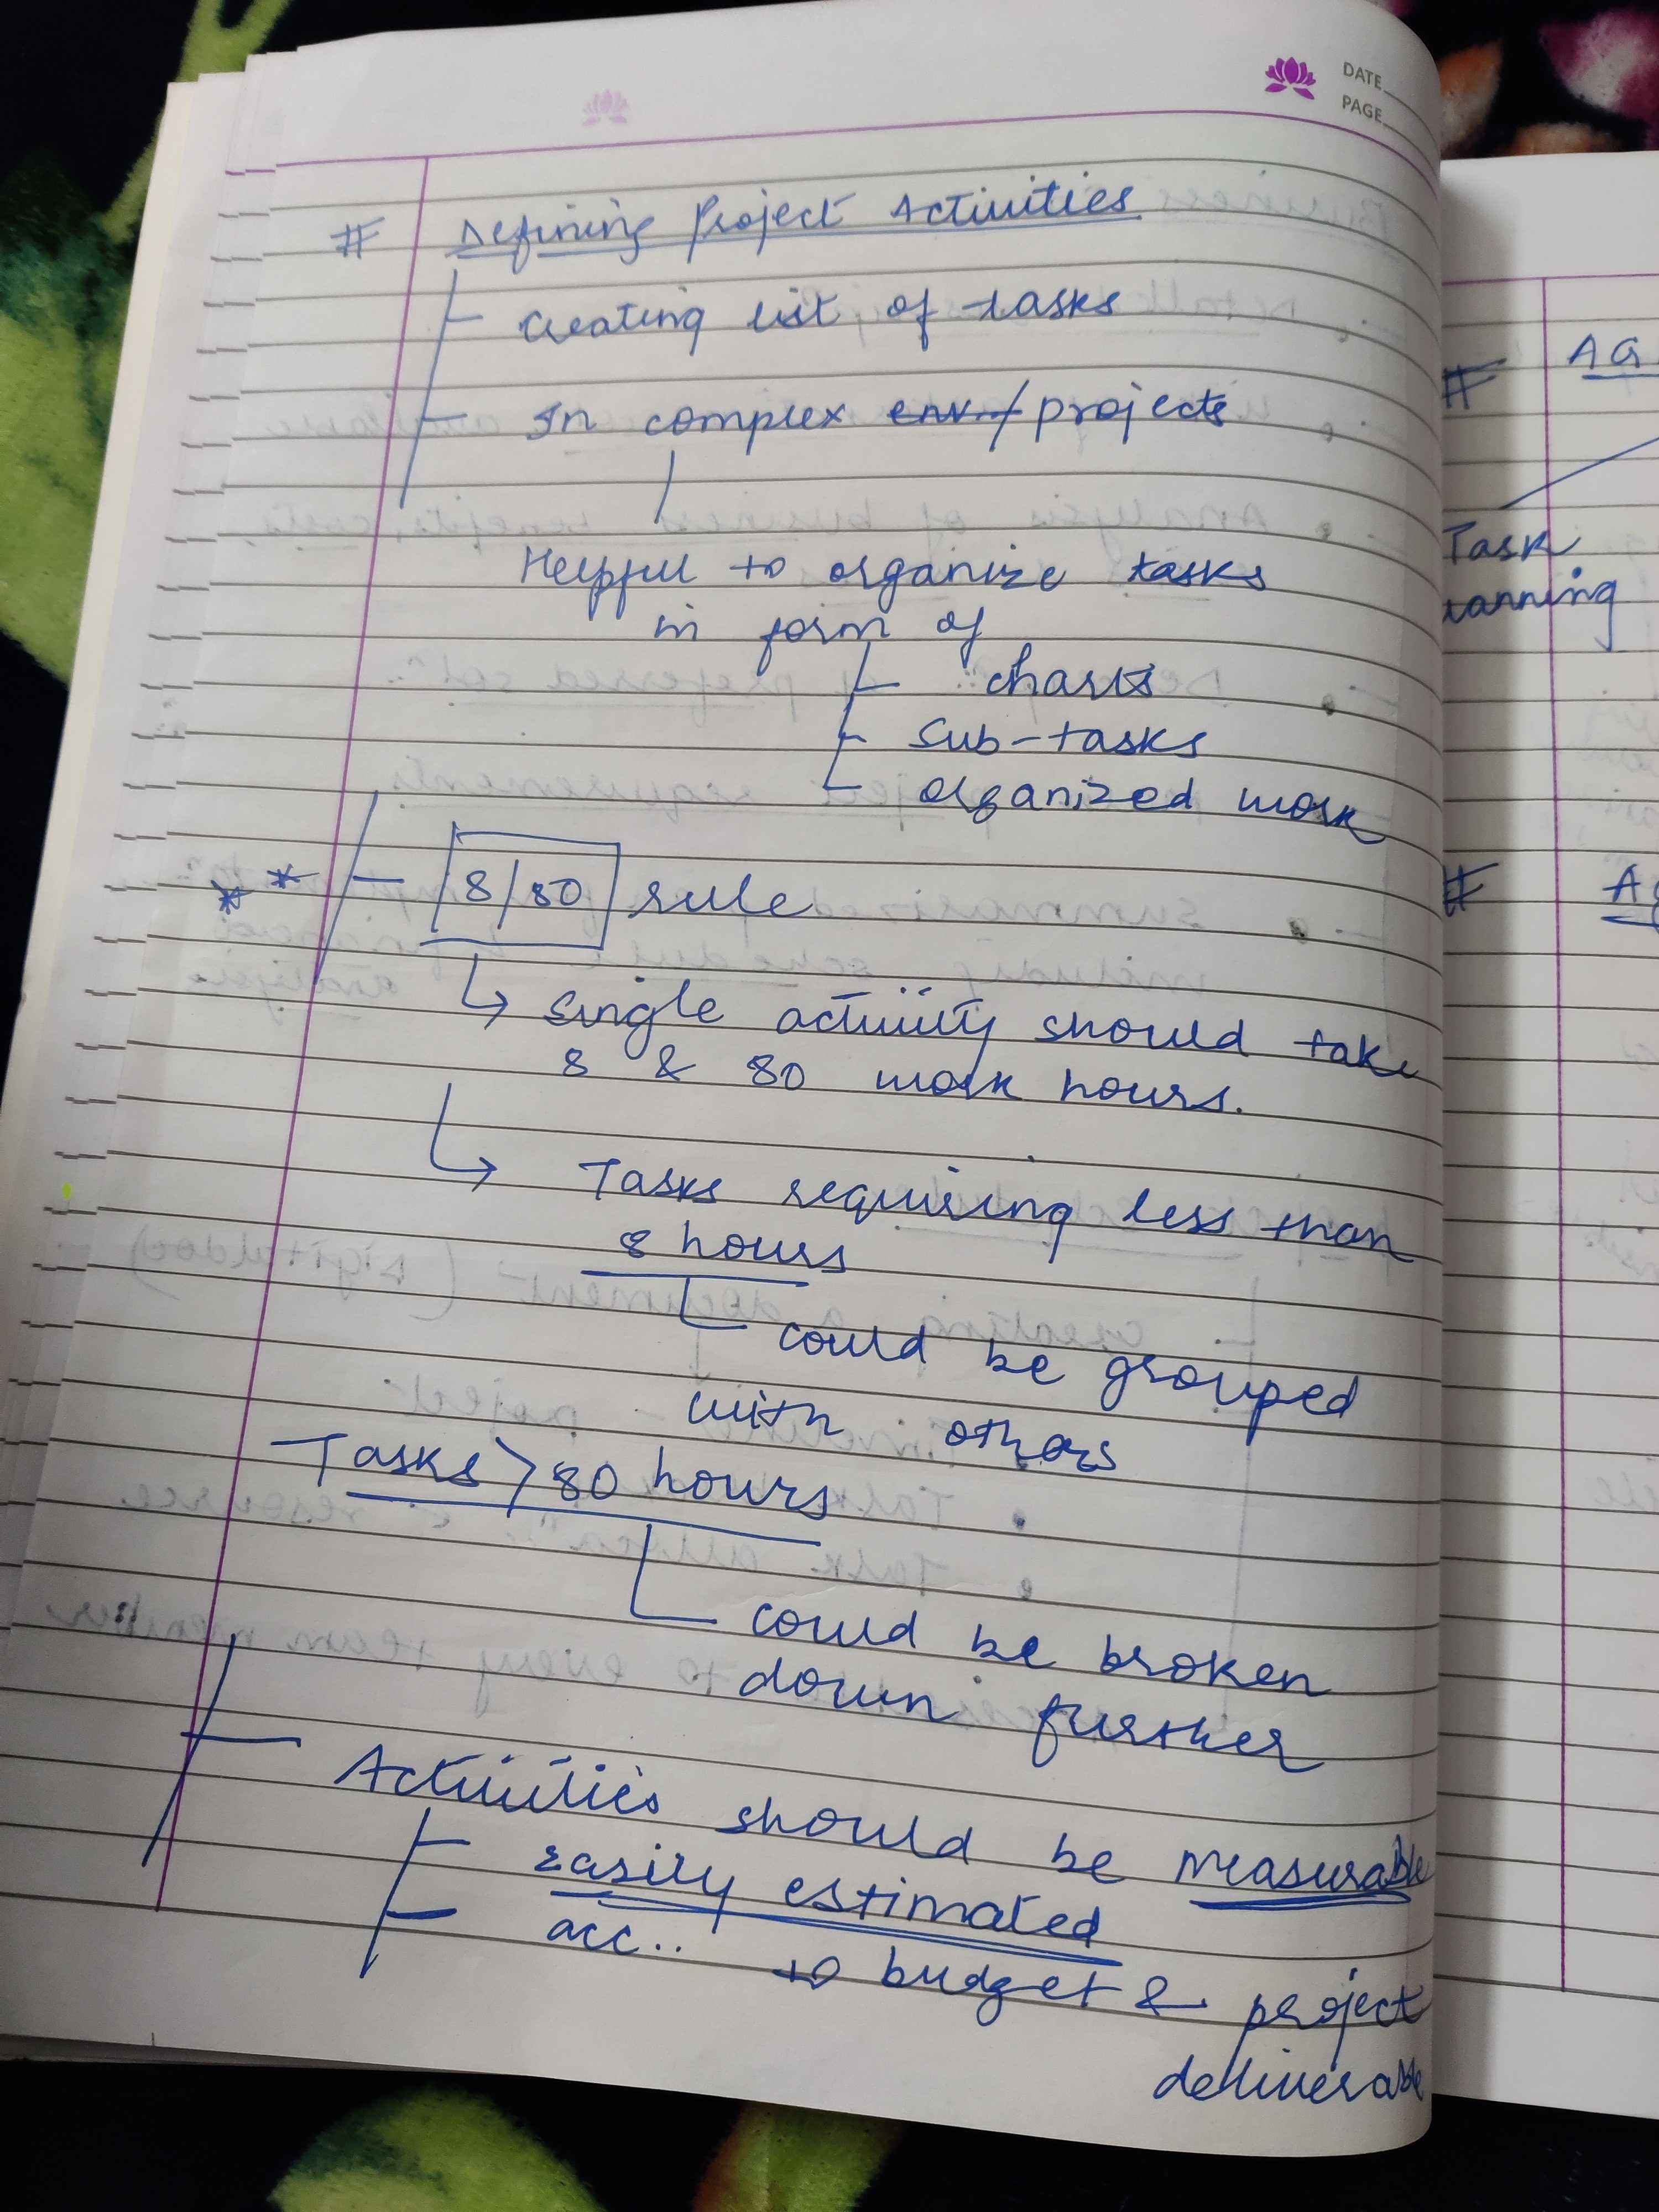 DATE
PAGE
# Defining Project Activities
- Creating list of tasks
- In complex env./projects
Helpful to organize tasks
in form of
- charts
- sub-tasks
- organized work
** - 8/80 rule
↳ single activity should take
8 & 80 work hours.
↳ Tasks requiring less than
8 hours
could be grouped
with others
Tasks > 80 hours
could be broken
down further
- Activities should be measurable
- easily estimated
- acc.. to budget & project
deliverable
#
Task
#